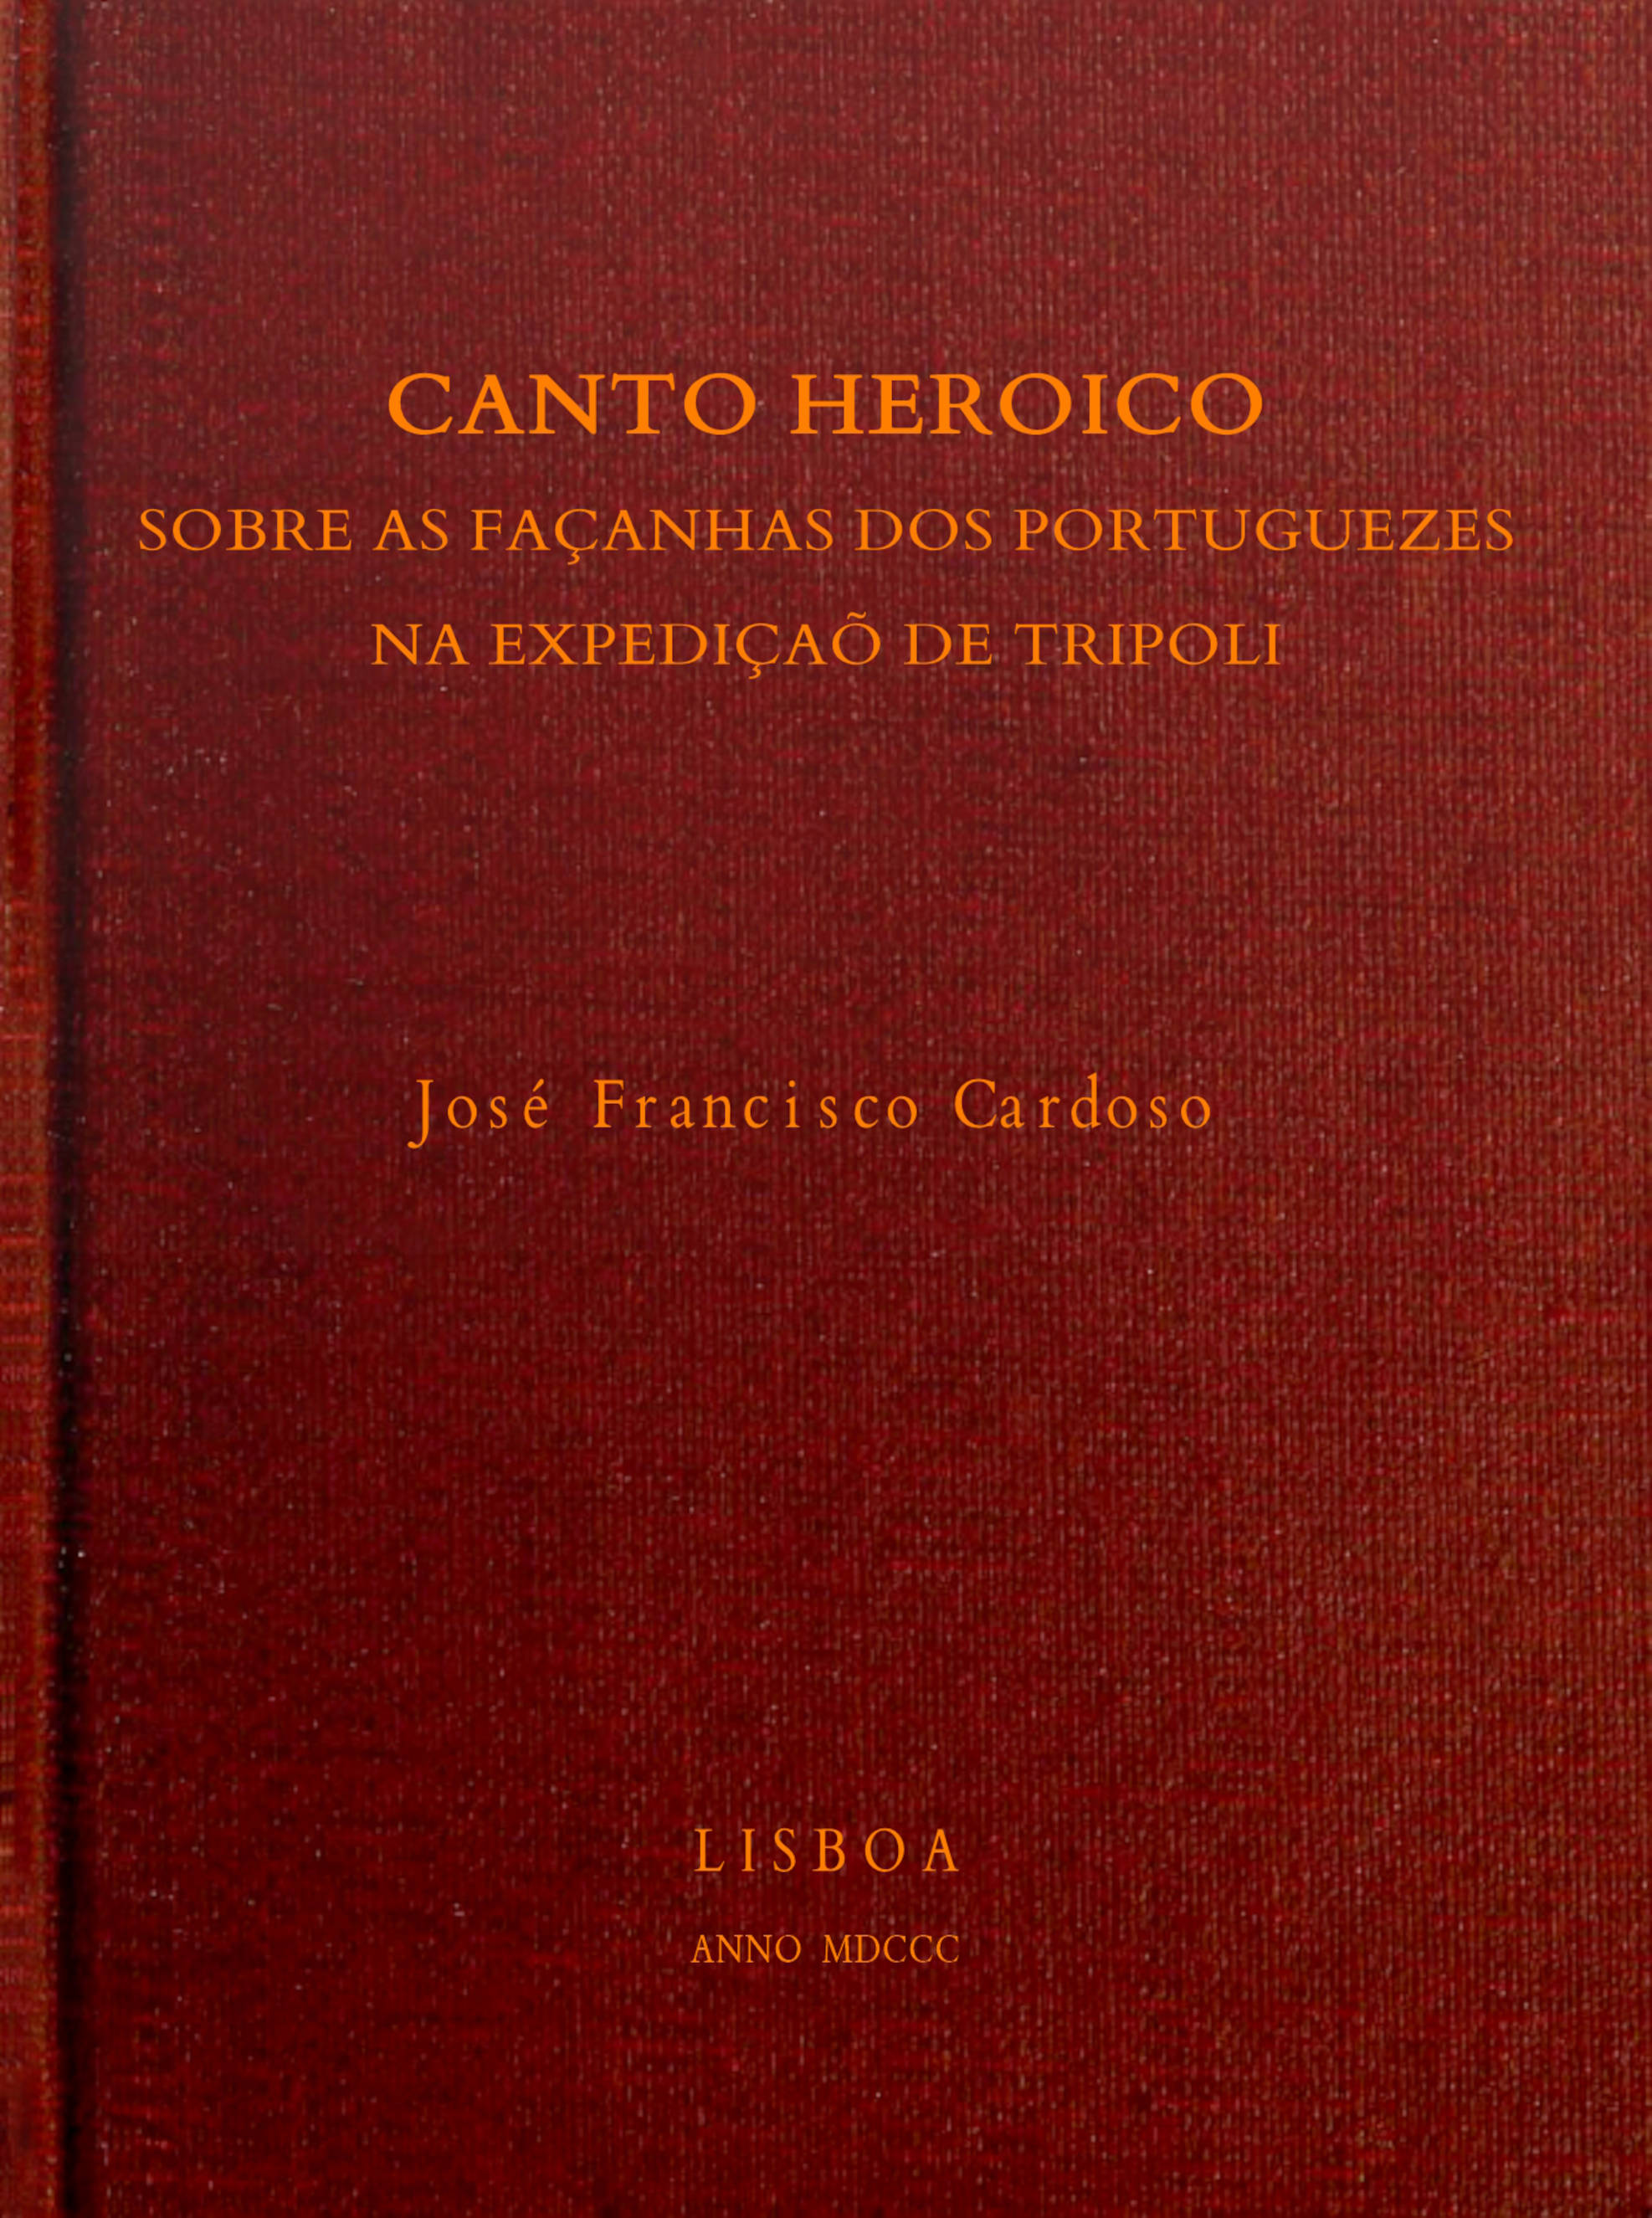 CANTO HEROICO
SOBRE AS FAÇANHAS DOS PORTUGUEZES
NA EXPEDIÇAÕ DE TRIPOLI
José Francisco Cardoso
LISBOA
ANNO MDCCC